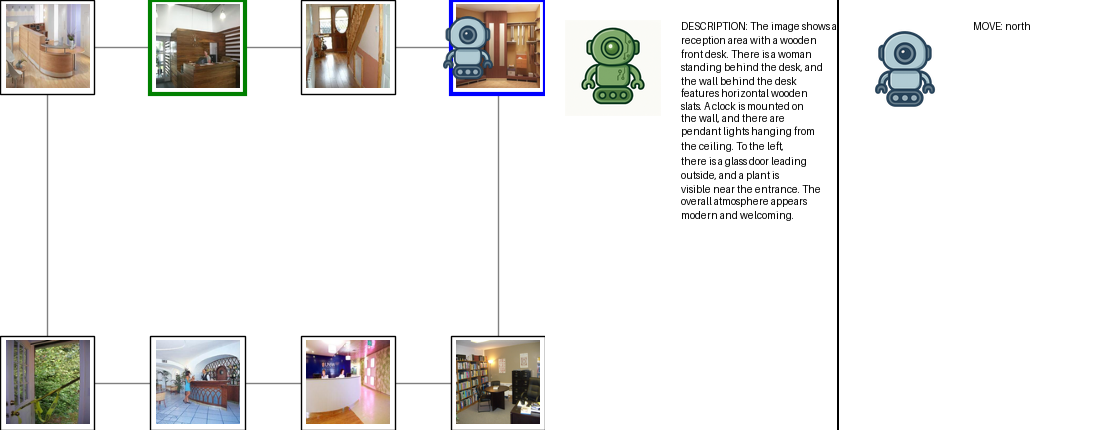 DESCRIPTION: The image shows a
reception area with a wooden
front desk. There is a woman
standing behind the desk, and
the wall behind the desk
features horizontal wooden
slats. A clock is mounted on
the wall, and there are
pendant lights hanging from
the ceiling. To the left,
there is a glass door leading
outside, and a plant is
visible near the entrance. The
overall atmosphere appears
modern and welcoming.
MOVE: north